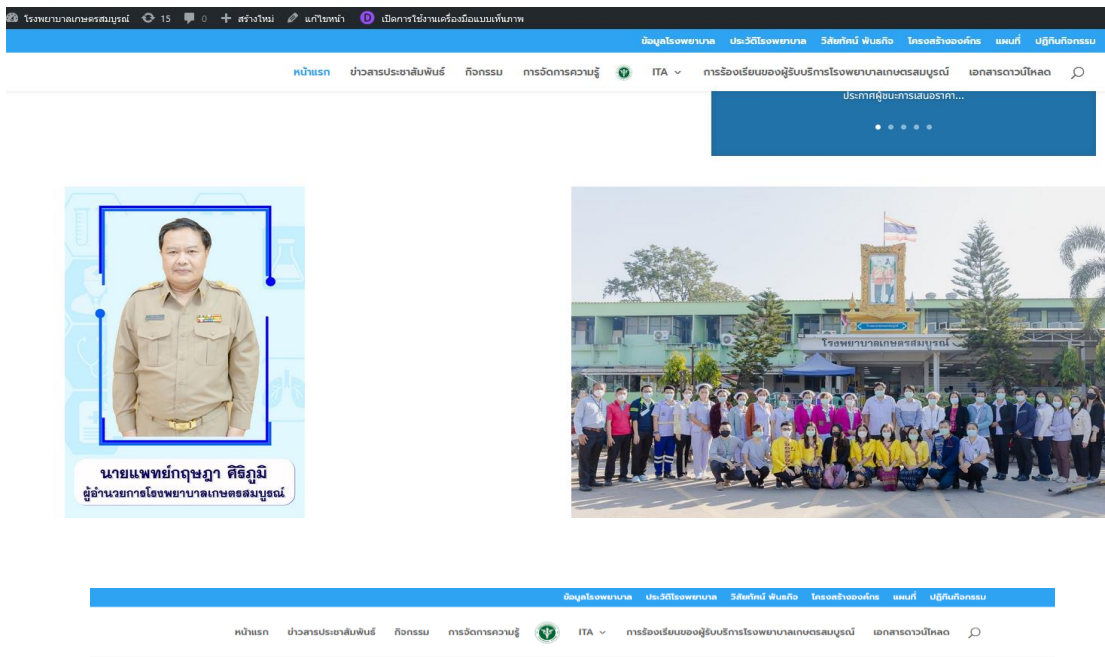 โรงพยาบาลเกษตรสมบูรณ์ 15 0 + สร้างใหม่ แก้ไขหน้า D เปิดการใช้งานเครื่องมือแบบเห็นภาพ
ข้อมูลโรงพยาบาล ประวัติโรงพยาบาล วิสัยทัศน์ พันธกิจ โครงสร้างองค์กร แผนที่ ปฏิทินกิจกรรม
หน้าแรก ข่าวสารประชาสัมพันธ์ กิจกรรม การจัดการความรู้ ITA การร้องเรียนของผู้รับบริการโรงพยาบาลเกษตรสมบูรณ์ เอกสารดาวน์โหลด
ประกาศผู้ชนะการเสนอราคา...
โรงพยาบาลเกษตรสมบูรณ์
นายแพทย์กฤษฎา ศิริภูมิ
ผู้อำนวยการโรงพยาบาลเกษตรสมบูรณ์
ข้อมูลโรงพยาบาล ประวัติโรงพยาบาล วิสัยทัศน์ พันธกิจ โครงสร้างองค์กร แผนที่ ปฏิทินกิจกรรม
หน้าแรก ข่าวสารประชาสัมพันธ์ กิจกรรม การจัดการความรู้ ITA การร้องเรียนของผู้รับบริการโรงพยาบาลเกษตรสมบูรณ์ เอกสารดาวน์โหลด